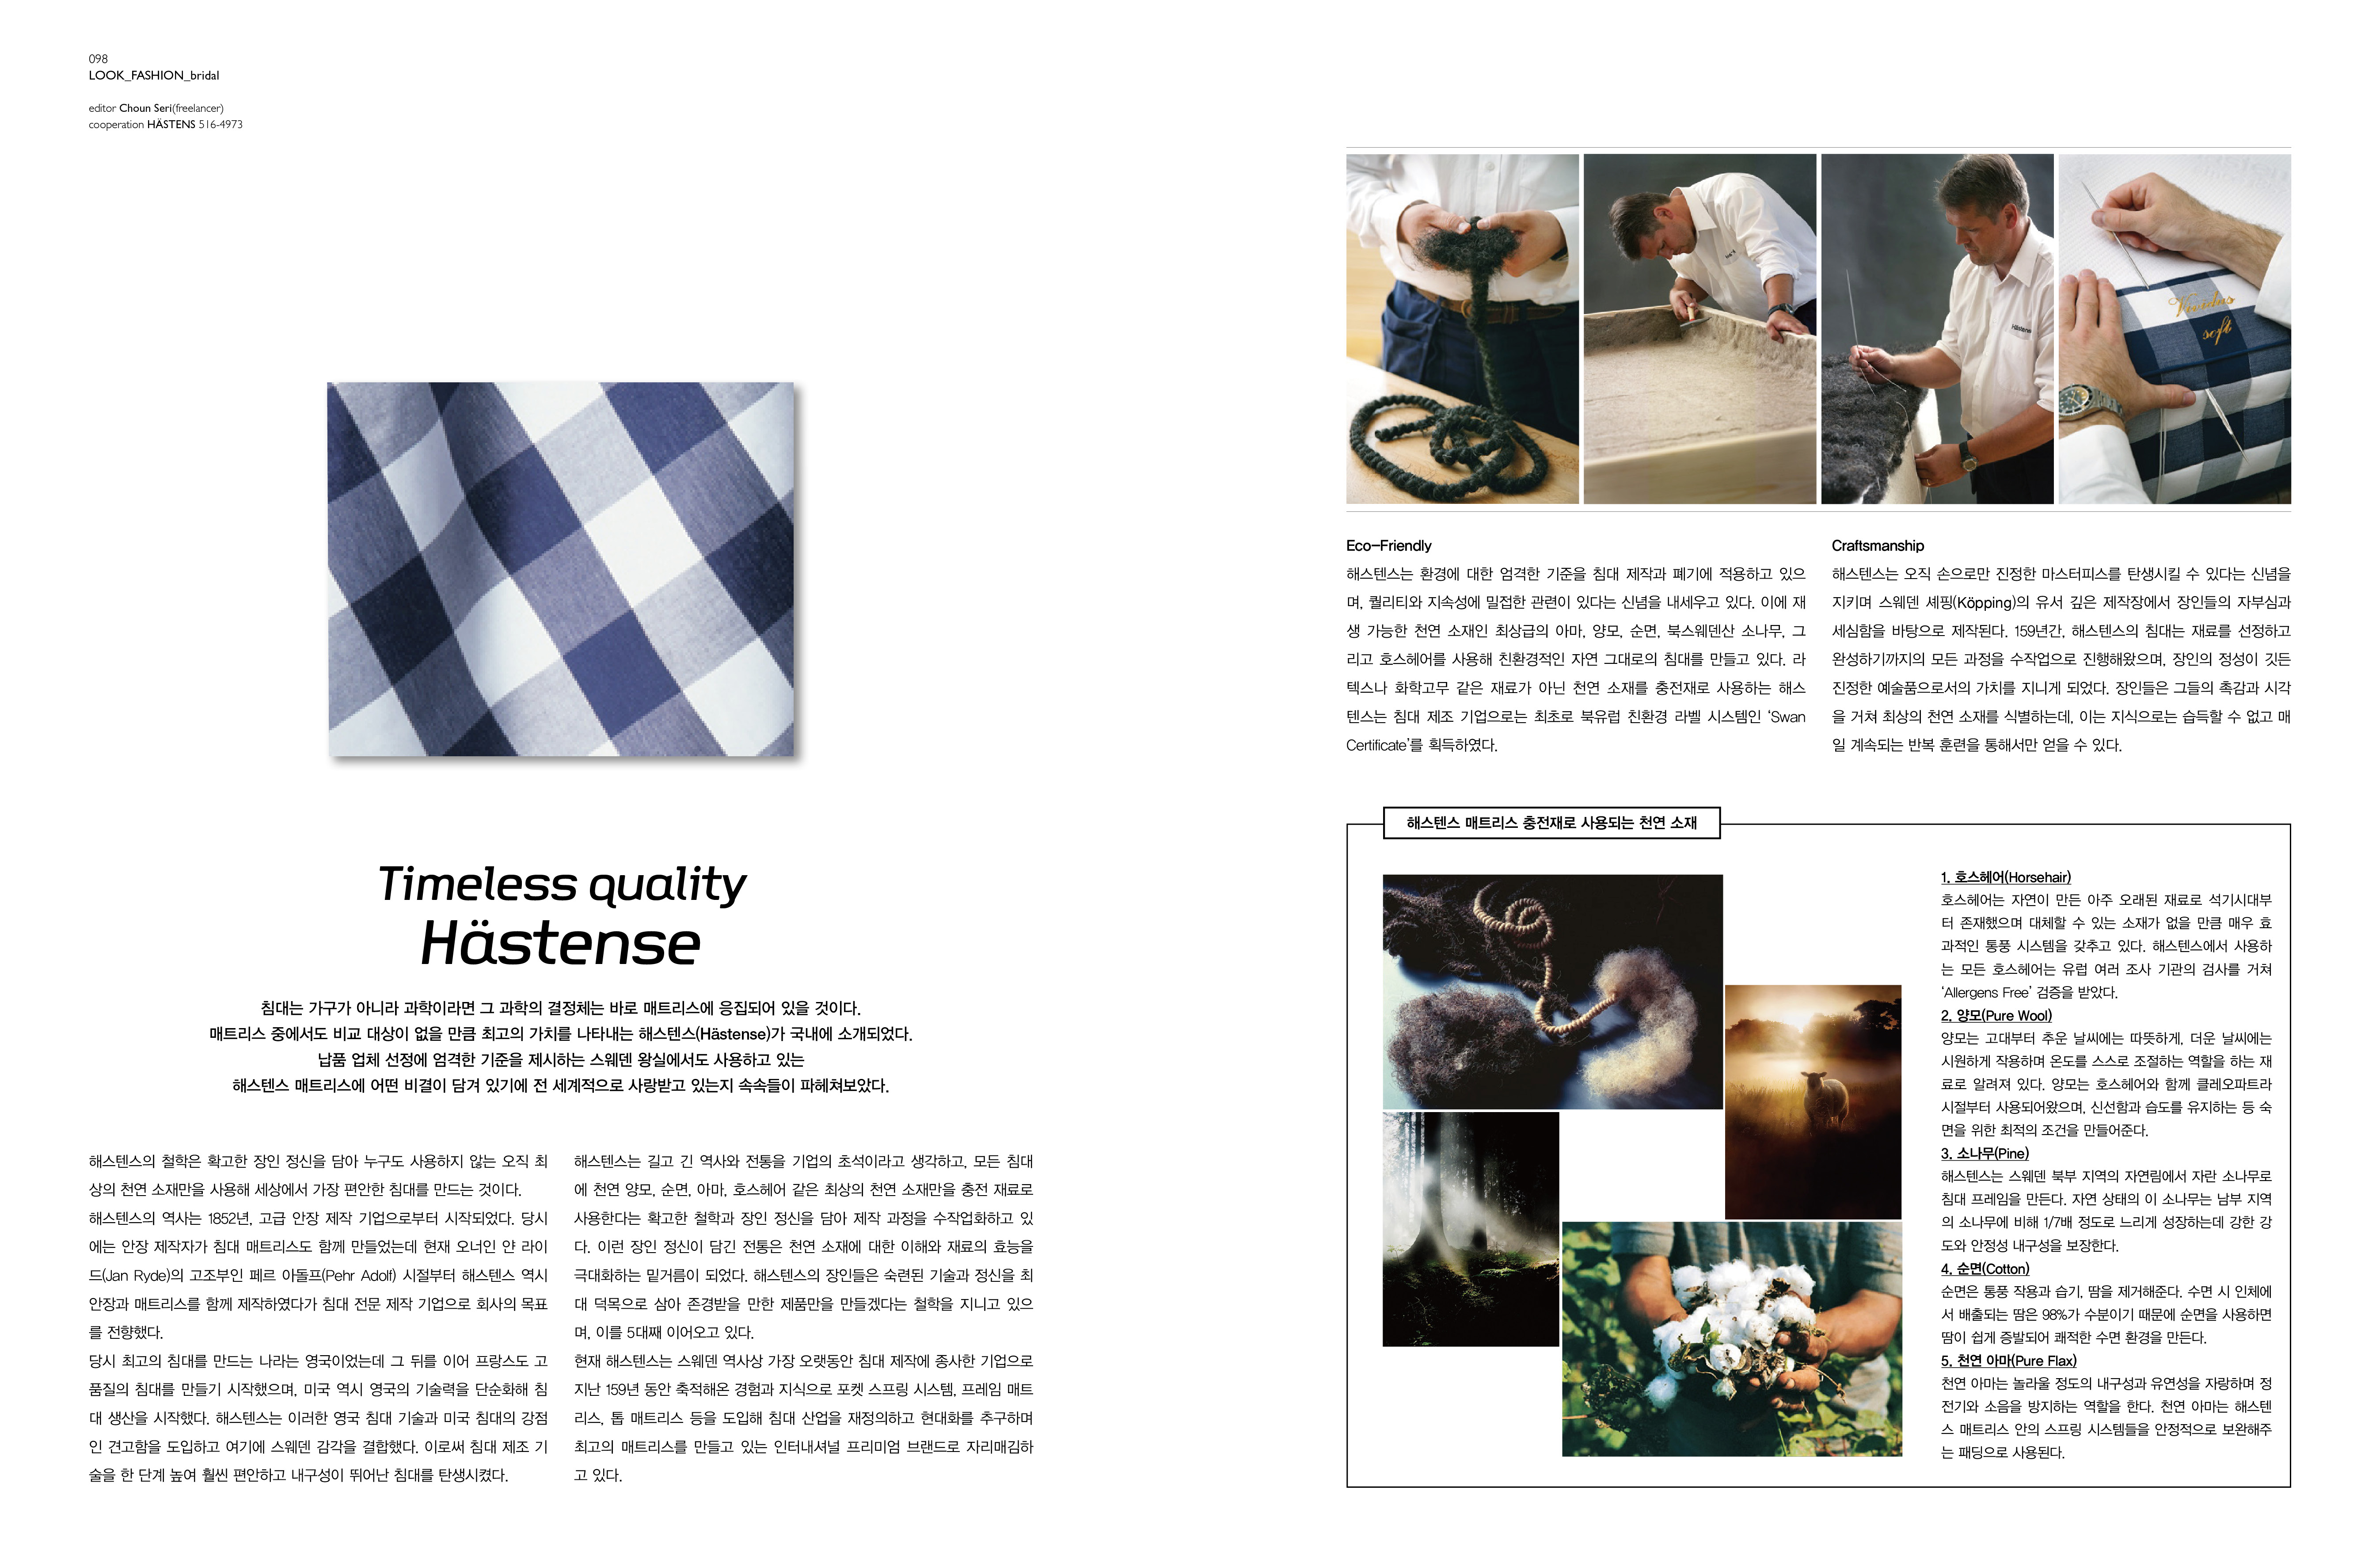 098
LOOK_FASHION_bridal
editor Choun Seri(freelancer)
cooperation HÄSTENS 516-4973
Timeless quality
Hästense
침대는 가구가 아니라 과학이라면 그 과학의 결정체는 바로 매트리스에 응집되어 있을 것이다.
매트리스 중에서도 비교 대상이 없을 만큼 최고의 가치를 나타내는 해스텐스(Hästense)가 국내에 소개되었다.
납품 업체 선정에 엄격한 기준을 제시하는 스웨덴 왕실에서도 사용하고 있는
해스텐스 매트리스에 어떤 비결이 담겨 있기에 전 세계적으로 사랑받고 있는지 속속들이 파헤쳐보았다.
해스텐스의 철학은 확고한 장인 정신을 담아 누구도 사용하지 않는 오직 최
상의 천연 소재만을 사용해 세상에서 가장 편안한 침대를 만드는 것이다.
해스텐스의 역사는 1852년, 고급 안장 제작 기업으로부터 시작되었다. 당시
에는 안장 제작자가 침대 매트리스도 함께 만들었는데 현재 오너인 얀 라이
드(Jan Ryde)의 고조부인 페르 아돌프(Pehr Adolf) 시절부터 해스텐스 역시
안장과 매트리스를 함께 제작하였다가 침대 전문 제작 기업으로 회사의 목표
를 전향했다.
당시 최고의 침대를 만드는 나라는 영국이었는데 그 뒤를 이어 프랑스도 고
품질의 침대를 만들기 시작했으며, 미국 역시 영국의 기술력을 단순화해 침
대 생산을 시작했다. 해스텐스는 이러한 영국 침대 기술과 미국 침대의 강점
인 견고함을 도입하고 여기에 스웨덴 감각을 결합했다. 이로써 침대 제조 기
술을 한 단계 높여 훨씬 편안하고 내구성이 뛰어난 침대를 탄생시켰다.
해스텐스는 길고 긴 역사와 전통을 기업의 초석이라고 생각하고, 모든 침대
에 천연 양모, 순면, 아마, 호스헤어 같은 최상의 천연 소재만을 충전 재료로
사용한다는 확고한 철학과 장인 정신을 담아 제작 과정을 수작업화하고 있
다. 이런 장인 정신이 담긴 전통은 천연 소재에 대한 이해와 재료의 효능을
극대화하는 밑거름이 되었다. 해스텐스의 장인들은 숙련된 기술과 정신을 최
대 덕목으로 삼아 존경받을 만한 제품만을 만들겠다는 철학을 지니고 있으
며, 이를 5대째 이어오고 있다.
현재 해스텐스는 스웨덴 역사상 가장 오랫동안 침대 제작에 종사한 기업으로
지난 159년 동안 축적해온 경험과 지식으로 포켓 스프링 시스템, 프레임 매트
리스, 톱 매트리스 등을 도입해 침대 산업을 재정의하고 현대화를 추구하며
최고의 매트리스를 만들고 있는 인터내셔널 프리미엄 브랜드로 자리매김하
고 있다.
Hästens
Vividus
soft
Eco-Friendly
해스텐스는 환경에 대한 엄격한 기준을 침대 제작과 폐기에 적용하고 있으
며, 퀄리티와 지속성에 밀접한 관련이 있다는 신념을 내세우고 있다. 이에 재
생 가능한 천연 소재인 최상급의 아마, 양모, 순면, 북스웨덴산 소나무, 그
리고 호스헤어를 사용해 친환경적인 자연 그대로의 침대를 만들고 있다. 라
텍스나 화학고무 같은 재료가 아닌 천연 소재를 충전재로 사용하는 해스
텐스는 침대 제조 기업으로는 최초로 북유럽 친환경 라벨 시스템인 ‘Swan
Certificate’를 획득하였다.
Craftsmanship
해스텐스는 오직 손으로만 진정한 마스터피스를 탄생시킬 수 있다는 신념을
지키며 스웨덴 셰핑(Köpping)의 유서 깊은 제작장에서 장인들의 자부심과
세심함을 바탕으로 제작된다. 159년간, 해스텐스의 침대는 재료를 선정하고
완성하기까지의 모든 과정을 수작업으로 진행해왔으며, 장인의 정성이 깃든
진정한 예술품으로서의 가치를 지니게 되었다. 장인들은 그들의 촉감과 시각
을 거쳐 최상의 천연 소재를 식별하는데, 이는 지식으로는 습득할 수 없고 매
일 계속되는 반복 훈련을 통해서만 얻을 수 있다.
해스텐스 매트리스 충전재로 사용되는 천연 소재
1. 호스헤어(Horsehair)
호스헤어는 자연이 만든 아주 오래된 재료로 석기시대부
터 존재했으며 대체할 수 있는 소재가 없을 만큼 매우 효
과적인 통풍 시스템을 갖추고 있다. 해스텐스에서 사용하
는 모든 호스헤어는 유럽 여러 조사 기관의 검사를 거쳐
‘Allergens Free’ 검증을 받았다.
2. 양모(Pure Wool)
양모는 고대부터 추운 날씨에는 따뜻하게, 더운 날씨에는
시원하게 작용하며 온도를 스스로 조절하는 역할을 하는 재
료로 알려져 있다. 양모는 호스헤어와 함께 클레오파트라
시절부터 사용되어왔으며, 신선함과 습도를 유지하는 등 숙
면을 위한 최적의 조건을 만들어준다.
3. 소나무(Pine)
해스텐스는 스웨덴 북부 지역의 자연림에서 자란 소나무로
침대 프레임을 만든다. 자연 상태의 이 소나무는 남부 지역
의 소나무에 비해 1/7배 정도로 느리게 성장하는데 강한 강
도와 안정성 내구성을 보장한다.
4. 순면(Cotton)
순면은 통풍 작용과 습기, 땀을 제거해준다. 수면 시 인체에
서 배출되는 땀은 98%가 수분이기 때문에 순면을 사용하면
땀이 쉽게 증발되어 쾌적한 수면 환경을 만든다.
5. 천연 아마(Pure Flax)
천연 아마는 놀라울 정도의 내구성과 유연성을 자랑하며 정
전기와 소음을 방지하는 역할을 한다. 천연 아마는 해스텐
스 매트리스 안의 스프링 시스템들을 안정적으로 보완해주
는 패딩으로 사용된다.